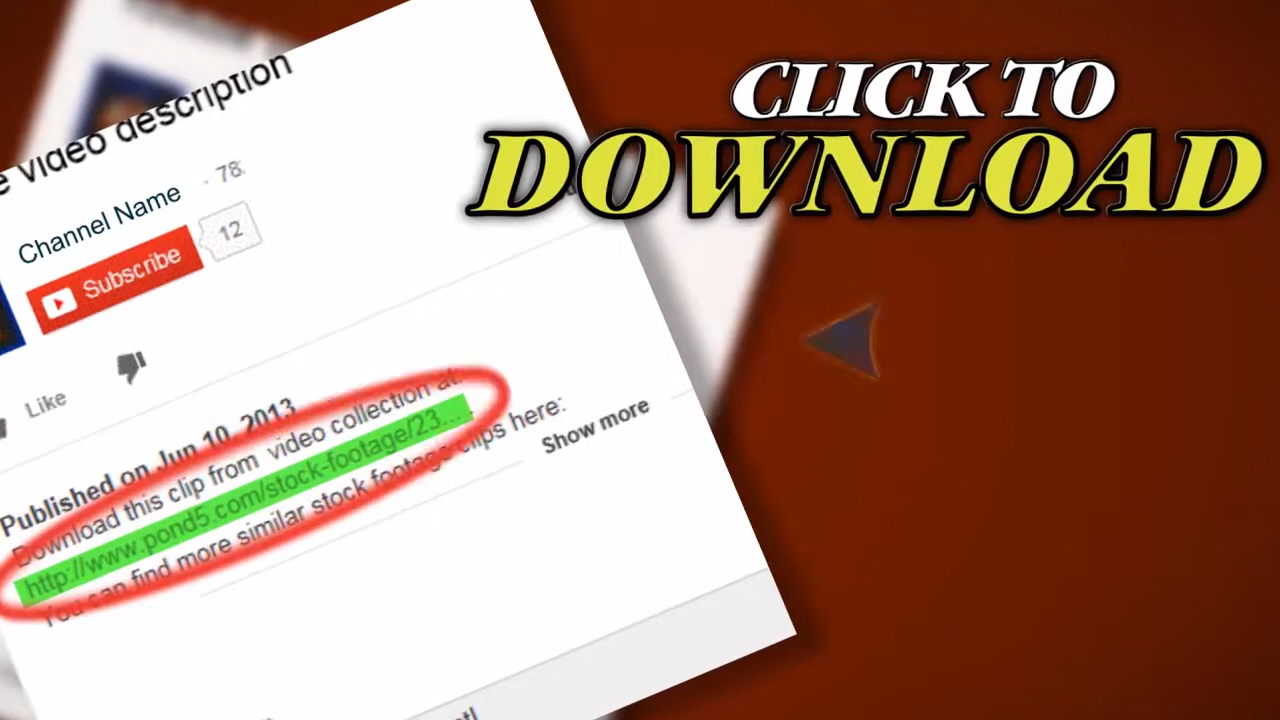 CLICK TO
DOWNLOAD
video description
Channel Name
Subscribe
12
Like
Published on Jun 10, 2013
Download this clip from video collection at:
http://www.pond5.com/stock-footage/23...
You can find more similar stock footage clips here:
Show more